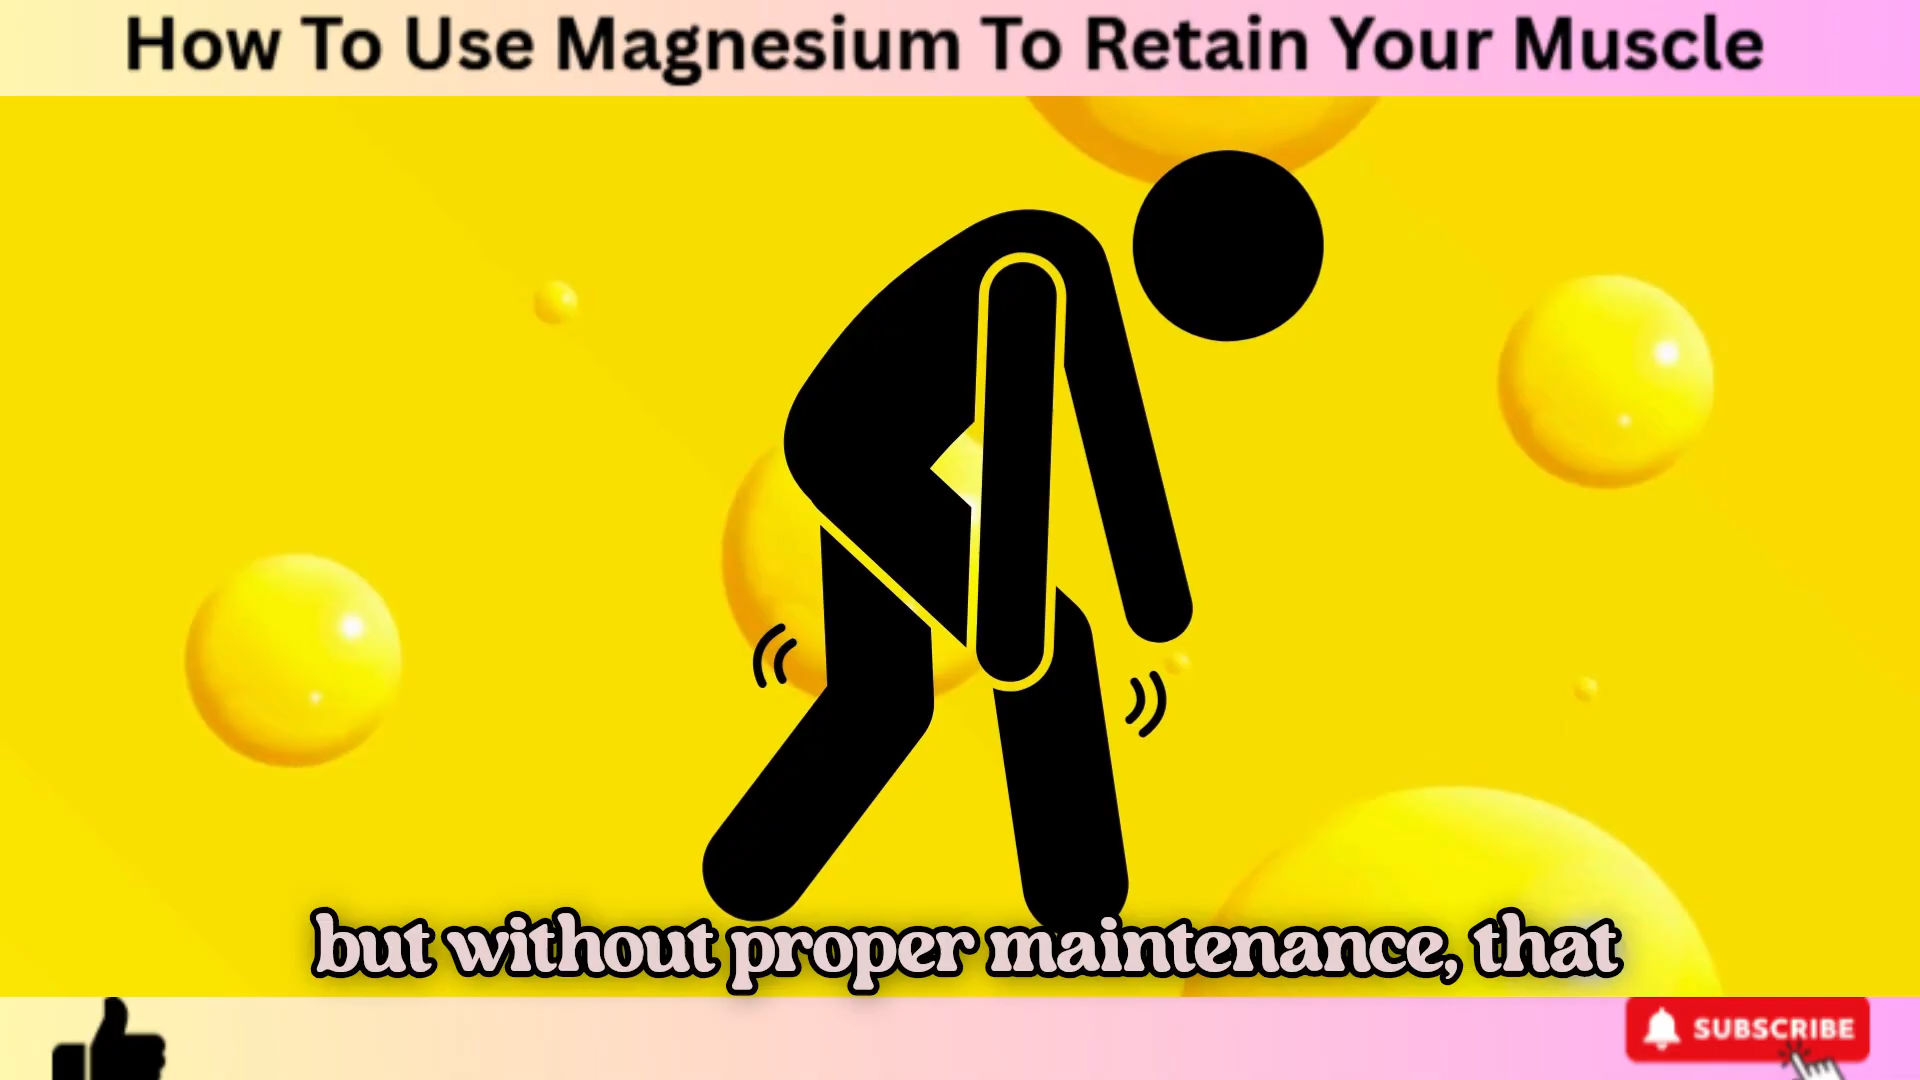 How To Use Magnesium To Retain Your Muscle
but without proper maintenance, that
SUBSCRIBE